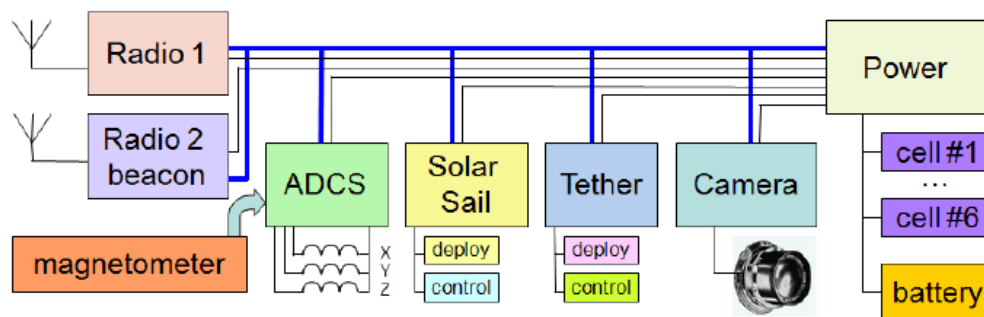 Radio 1
Power
Radio 2
beacon
ADCS
Solar
Sail
Tether
Camera
cell #1
...
cell #6
magnetometer
X
Y
Z
deploy
control
deploy
control
battery